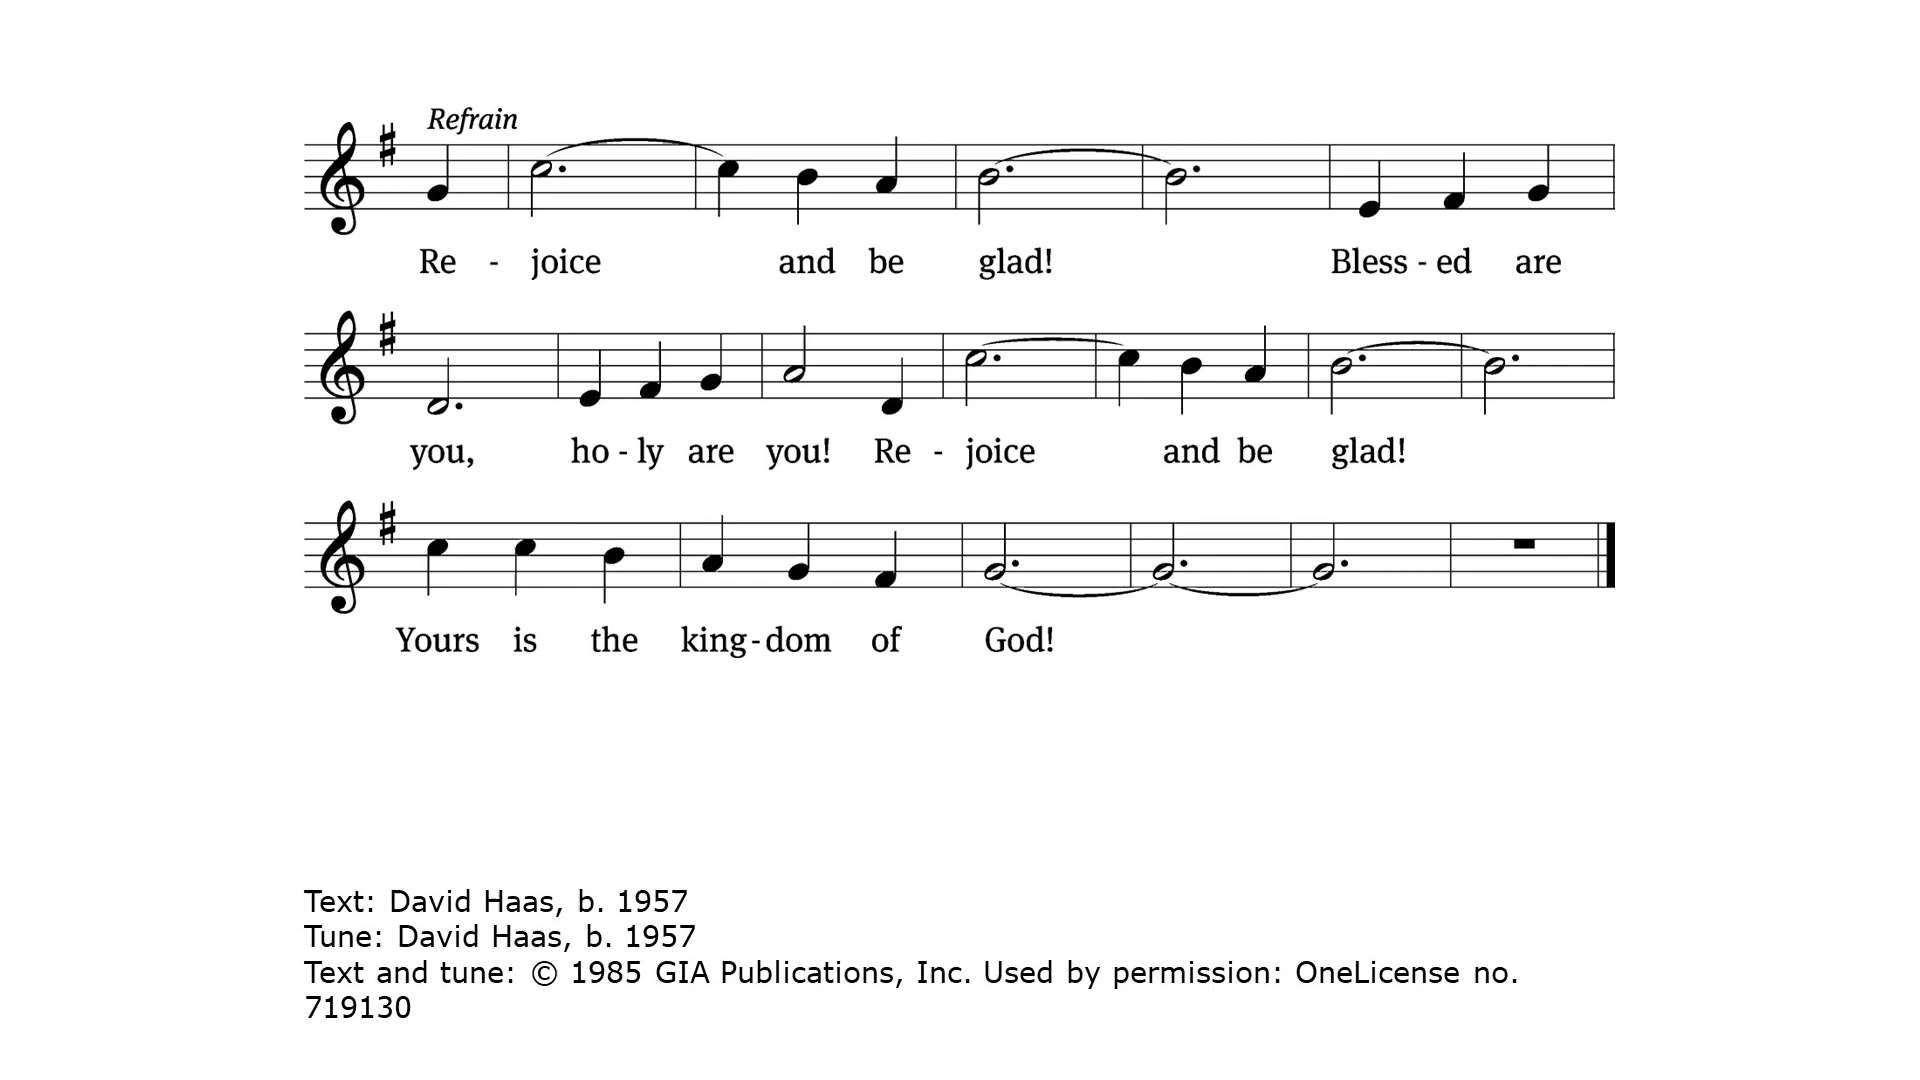 Refrain
Re - joice and be glad! Bless - ed are
you, ho - ly are you! Re - joice and be glad!
Yours is the king - dom of God!
Text: David Haas, b. 1957
Tune: David Haas, b. 1957
Text and tune: © 1985 GIA Publications, Inc. Used by permission: OneLicense no.
719130